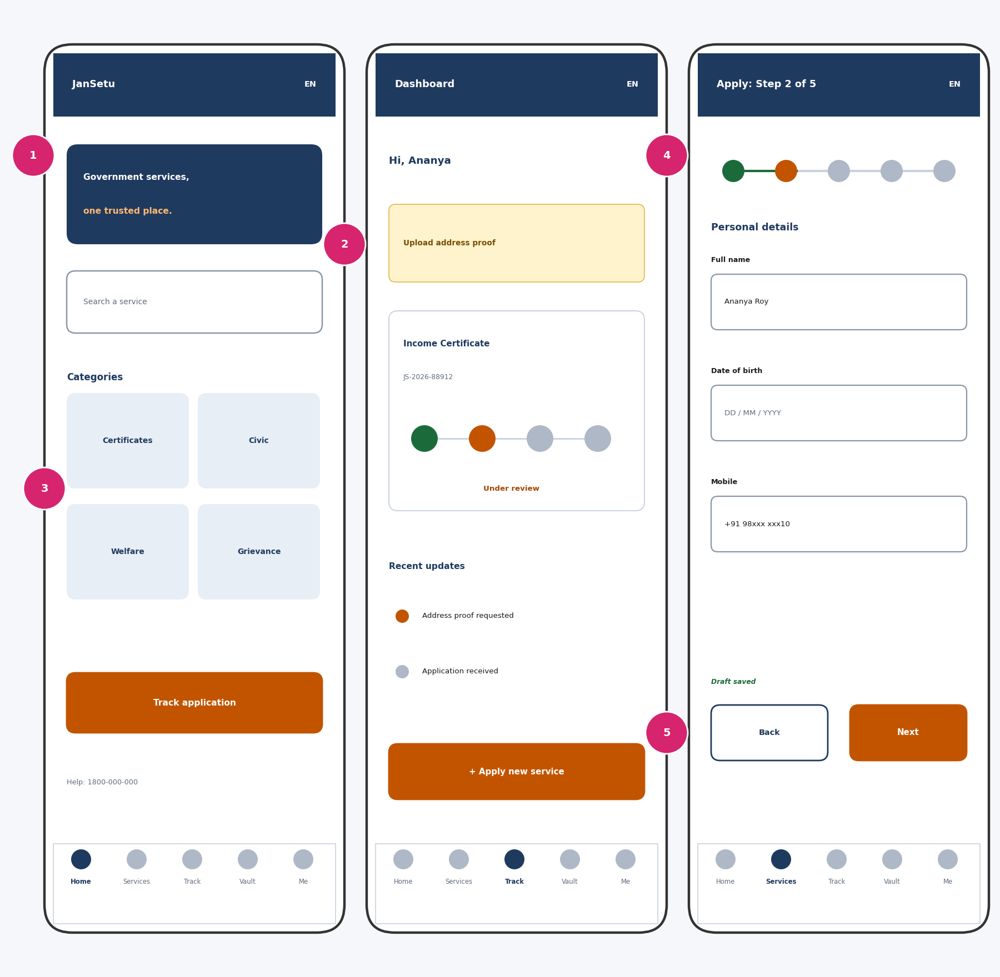 JanSetu
EN
1
Government services,
one trusted place.
2
Search a service
Categories
Certificates
Civic
3
Welfare
Grievance
Track application
Help: 1800-000-000
Home
Services
Track
Vault
Me
Dashboard
EN
Hi, Ananya
Upload address proof
Income Certificate
JS-2026-88912
Under review
Recent updates
Address proof requested
Application received
+ Apply new service
Home
Services
Track
Vault
Me
Apply: Step 2 of 5
EN
4
Personal details
Full name
Ananya Roy
Date of birth
DD / MM / YYYY
Mobile
+91 98xxx xxx10
Draft saved
5
Back
Next
Home
Services
Track
Vault
Me